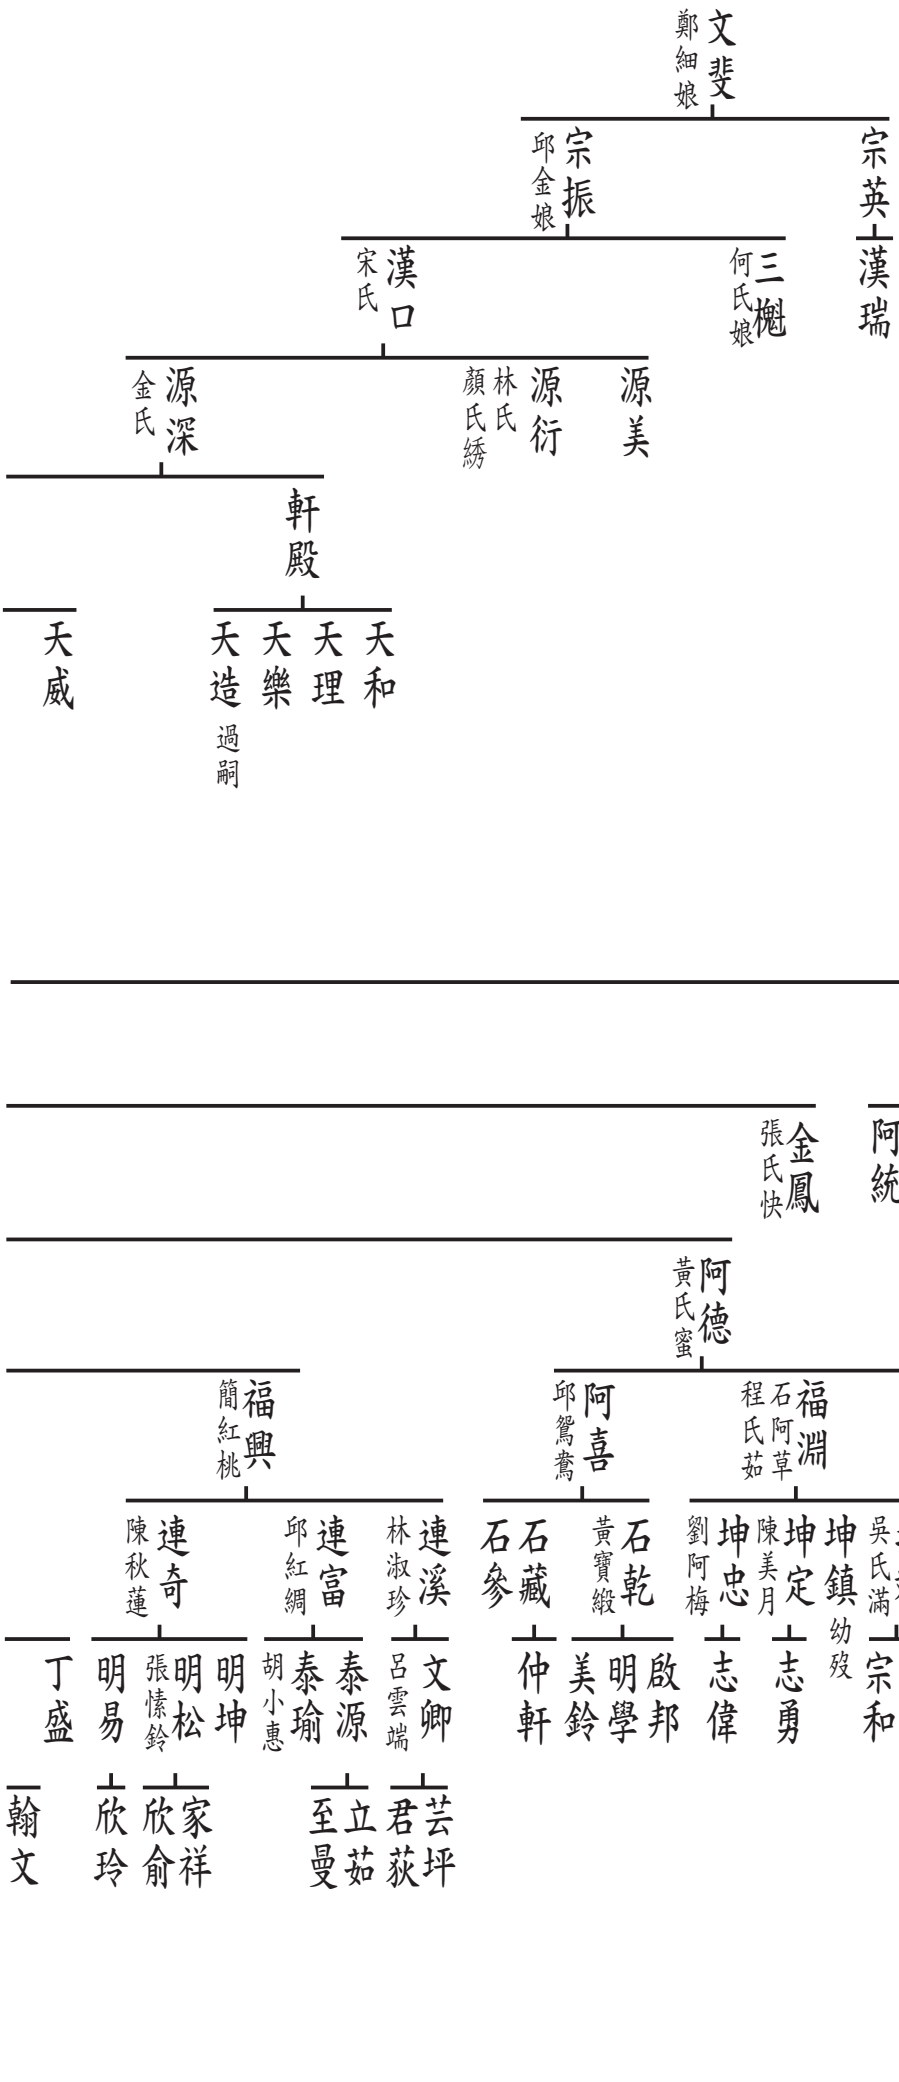 文斐
鄭細娘
宗英
宗振
邱金娘
漢瑞
三槐
何氏娘
漢口
宋氏
源美
源衍
林氏
顏氏綉
源深
金氏
軒殿
天和
天理
天樂
天造
過嗣
天威
阿統
金鳳
張氏快
阿德
黃氏蜜
福淵
石阿草
程氏茹
阿喜
邱鴛鴦
福興
簡紅桃
吳氏滿
坤鎮
幼歿
坤定
陳美月
坤忠
劉阿梅
石乾
黃寶緞
石藏
石參
連溪
林淑珍
連富
邱紅綢
連奇
陳秋蓮
宗和
志勇
志偉
啟邦
明學
美鈴
仲軒
文卿
呂雲端
泰源
泰瑜
胡小惠
明坤
明松
張愫鈴
明易
丁盛
芸坪
君荻
立茹
至曼
家祥
欣俞
欣玲
翰文